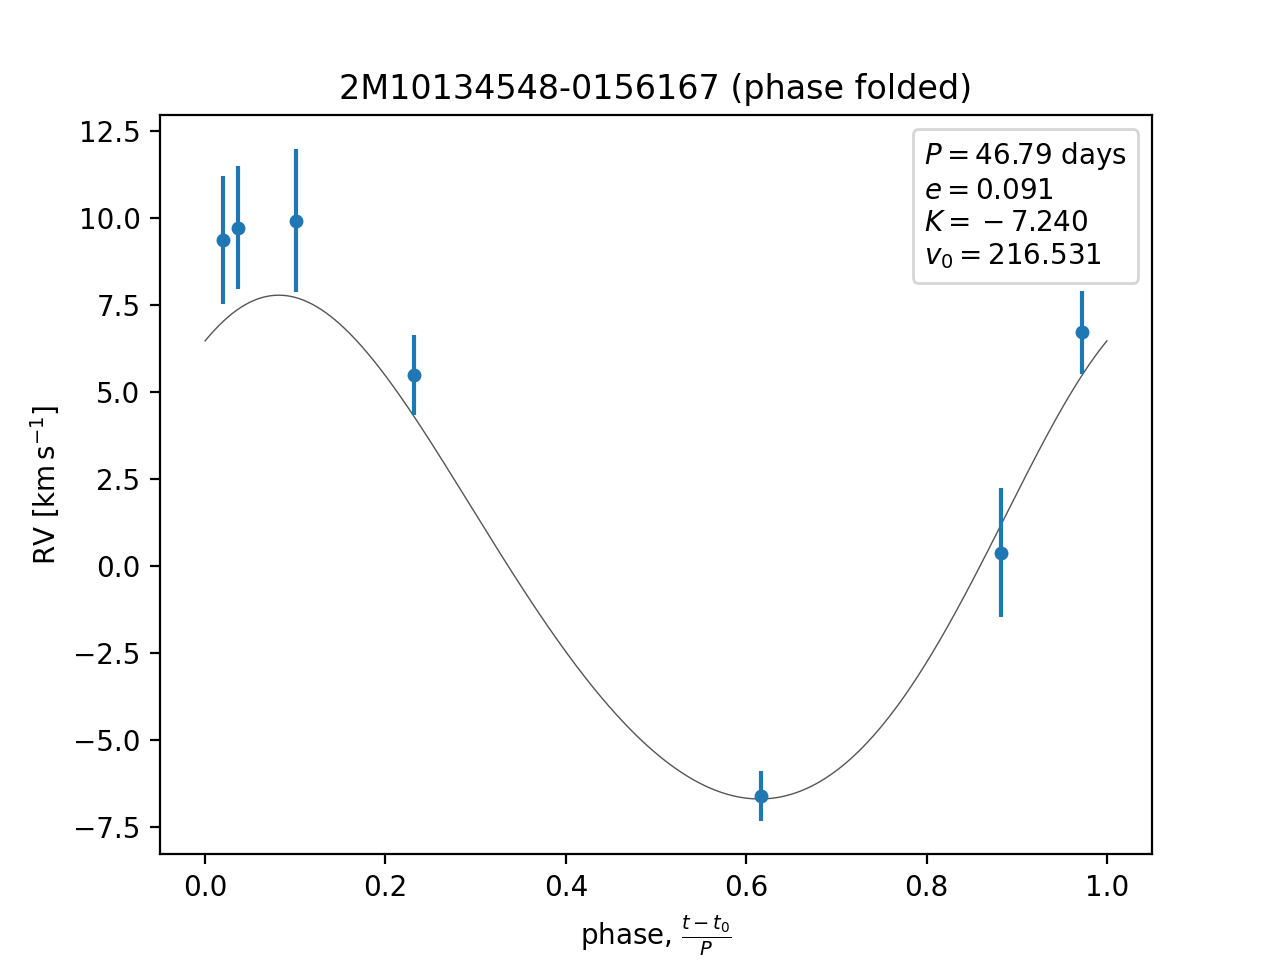 2M10134548-0156167 (phase folded)
P = 46.79 days
e = 0.091
K = −7.240
v₀ = 216.531
RV [km s⁻¹]
12.5
10.0
7.5
5.0
2.5
0.0
−2.5
−5.0
−7.5
0.0 0.2 0.4 0.6 0.8 1.0
phase, (t − t₀)/P